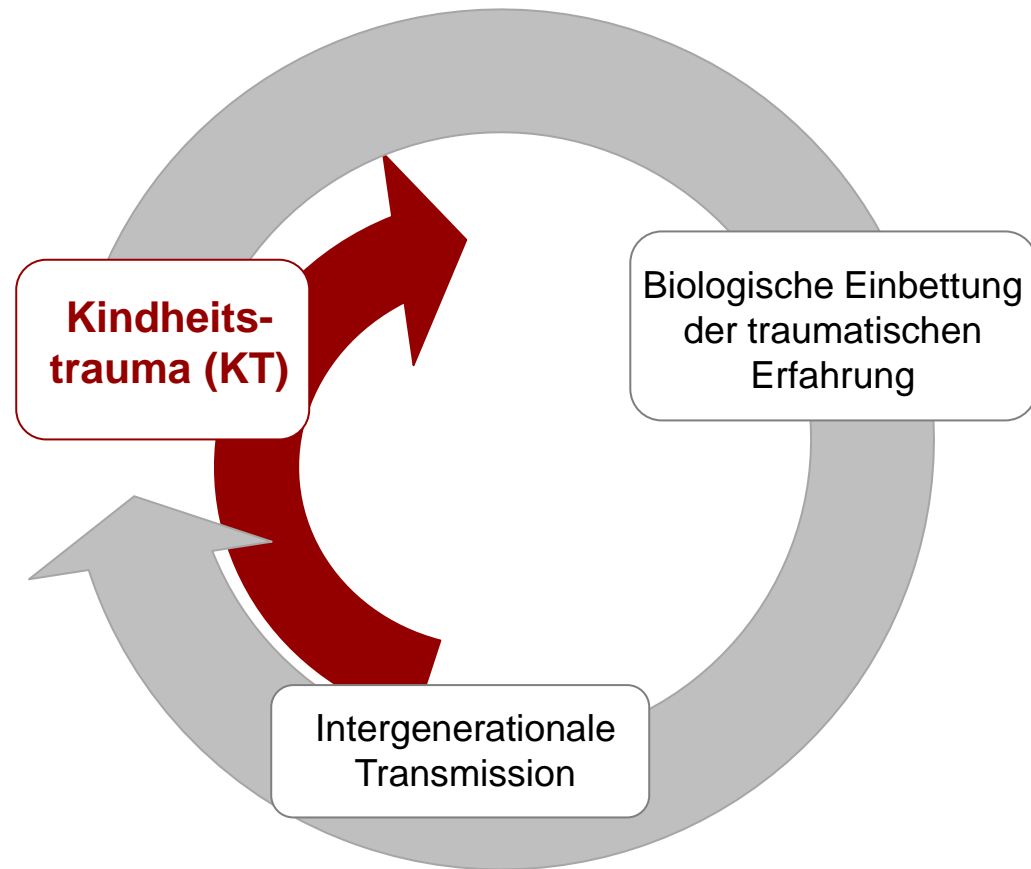 Kindheits-
trauma (KT)
Biologische Einbettung
der traumatischen
Erfahrung
Intergenerationale
Transmission